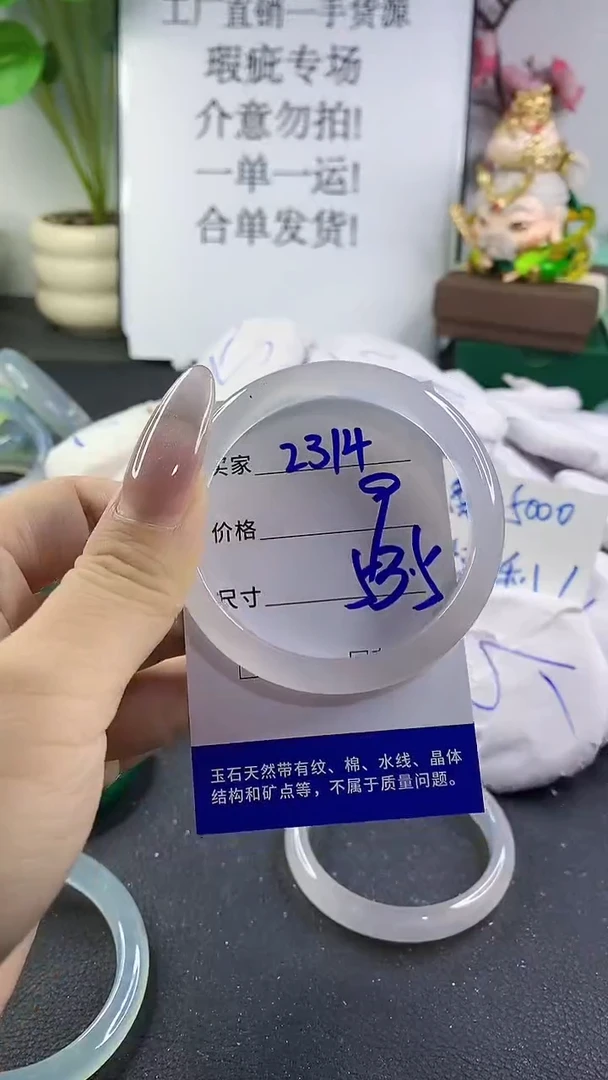 工厂直销一手货源
瑕疵专场
介意勿拍!
一单一运!
合单发货!
买家 2314
价格
尺寸
5000
玉石天然带有纹、棉、水线、晶体
结构和矿点等，不属于质量问题。